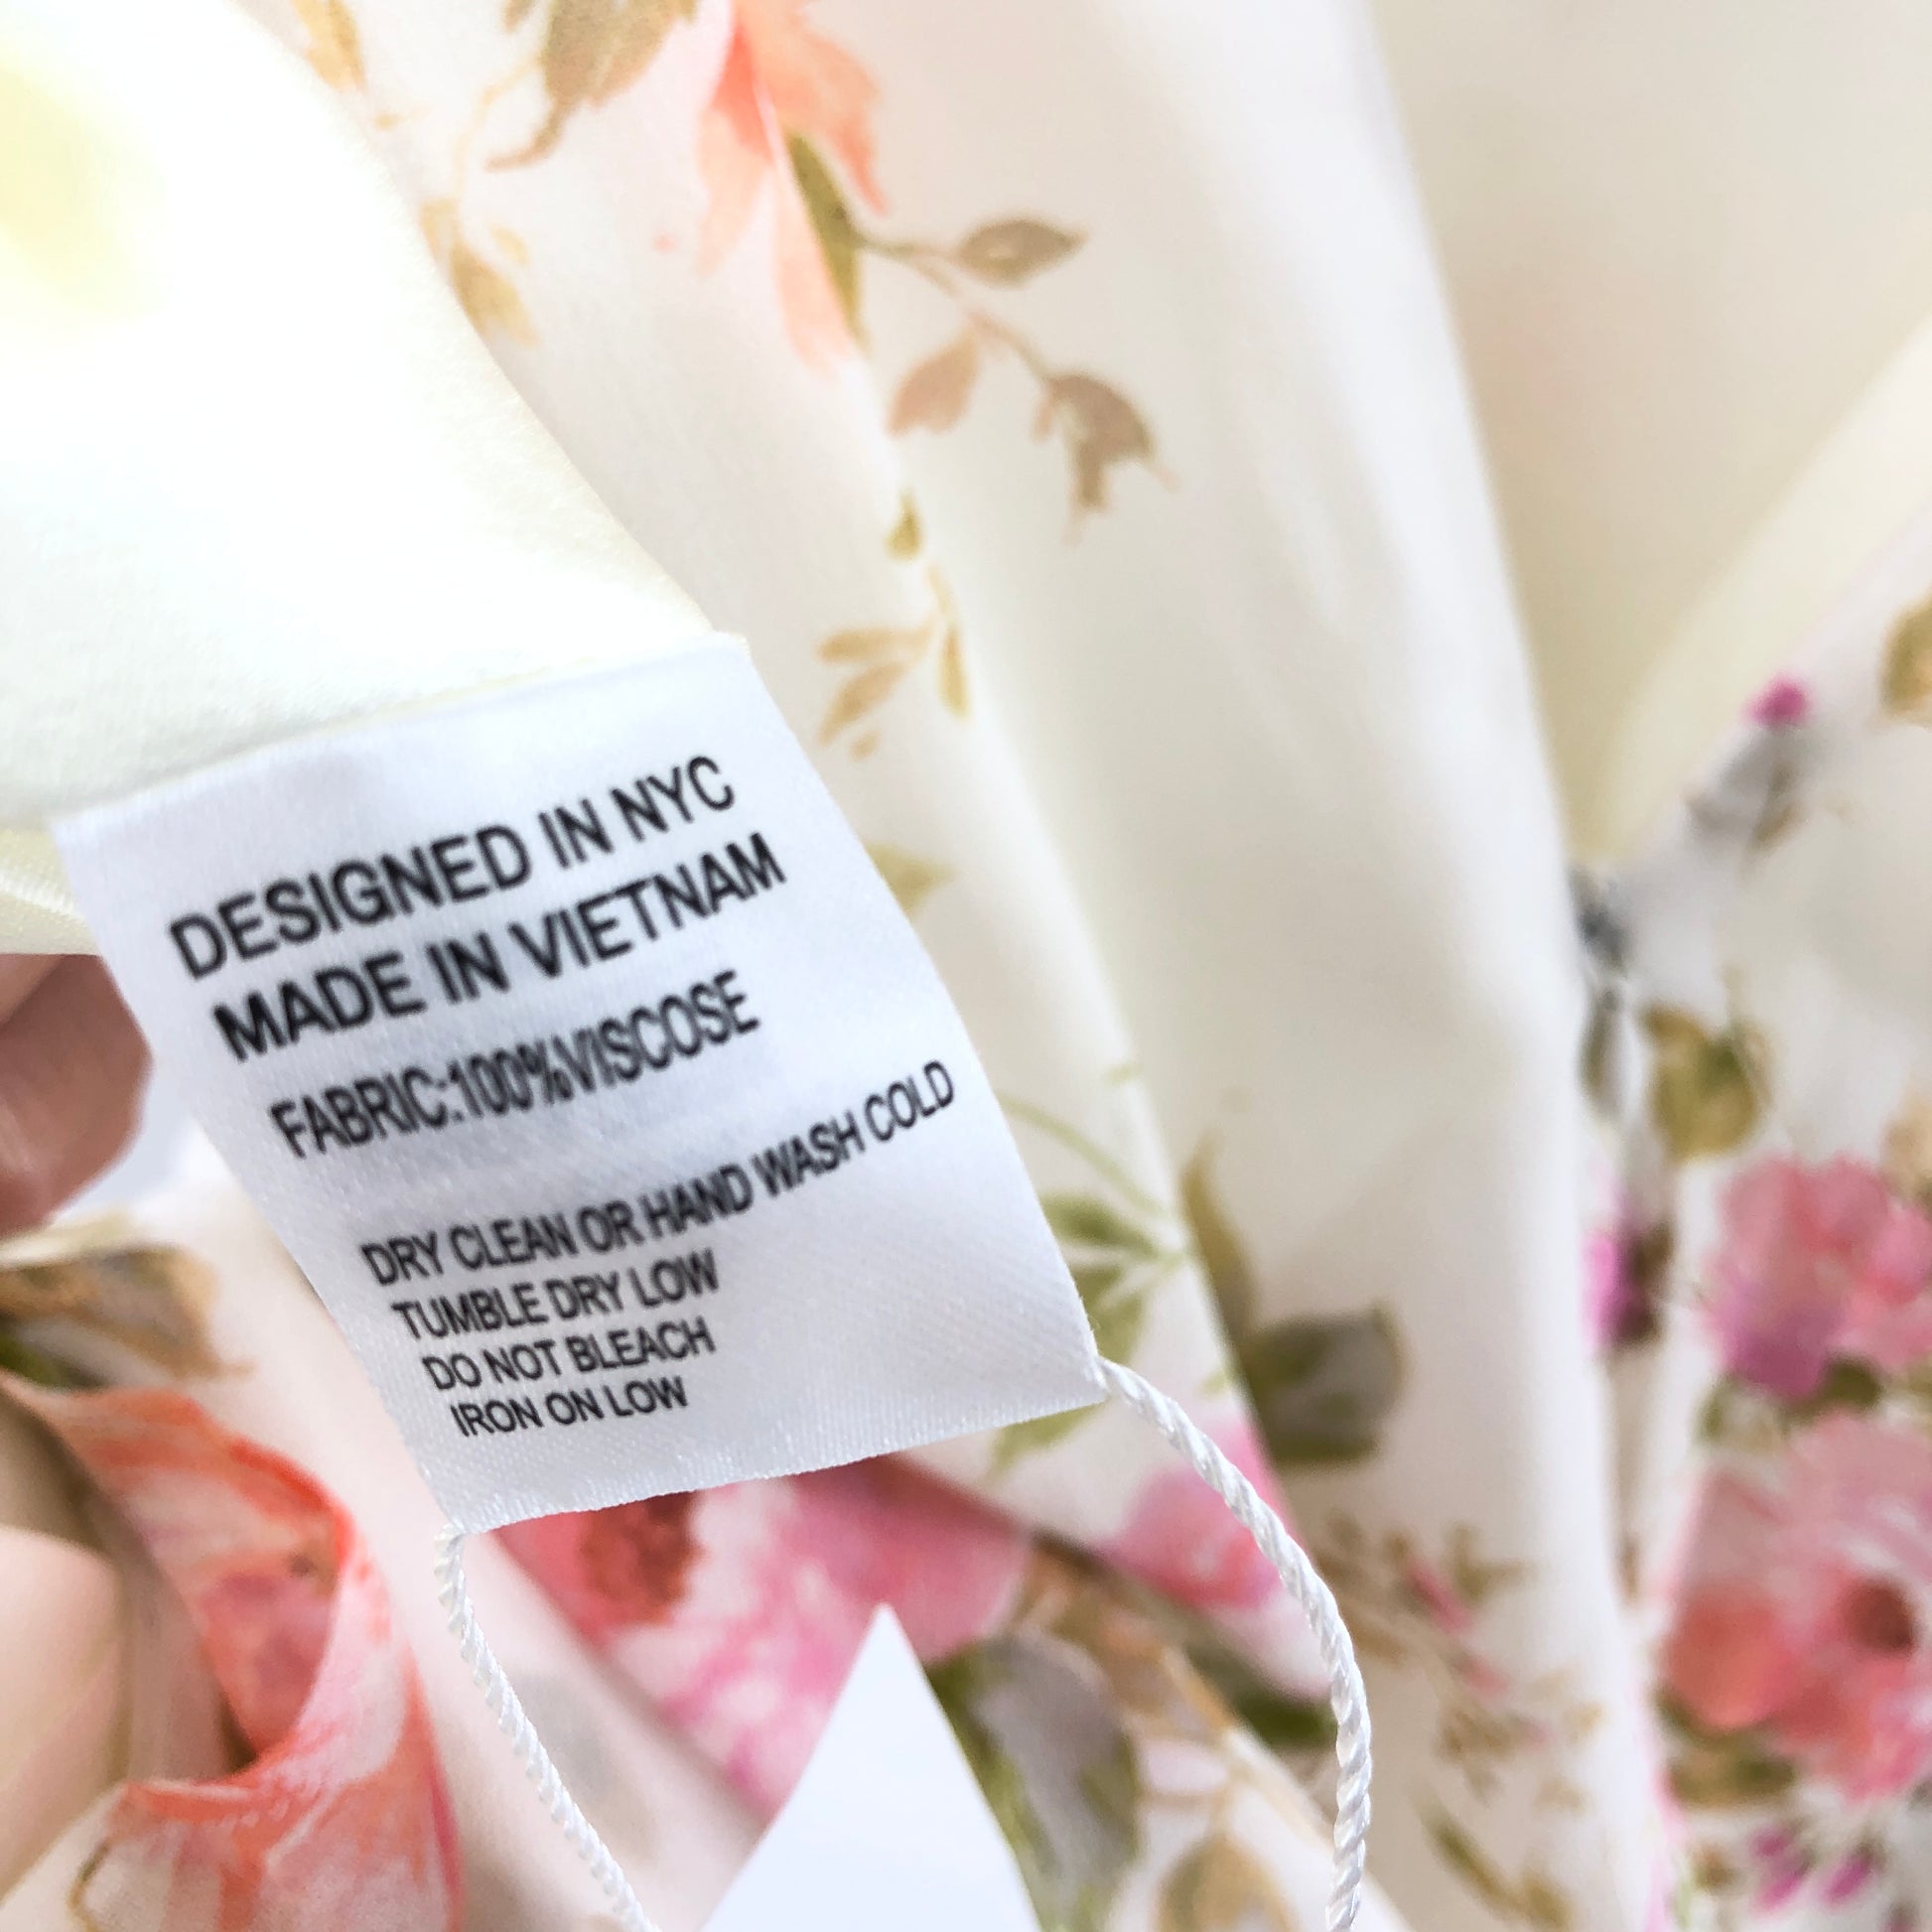 DESIGNED IN NYC
MADE IN VIETNAM
FABRIC:100%VISCOSE
DRY CLEAN OR HAND WASH COLD
TUMBLE DRY LOW
DO NOT BLEACH
IRON ON LOW